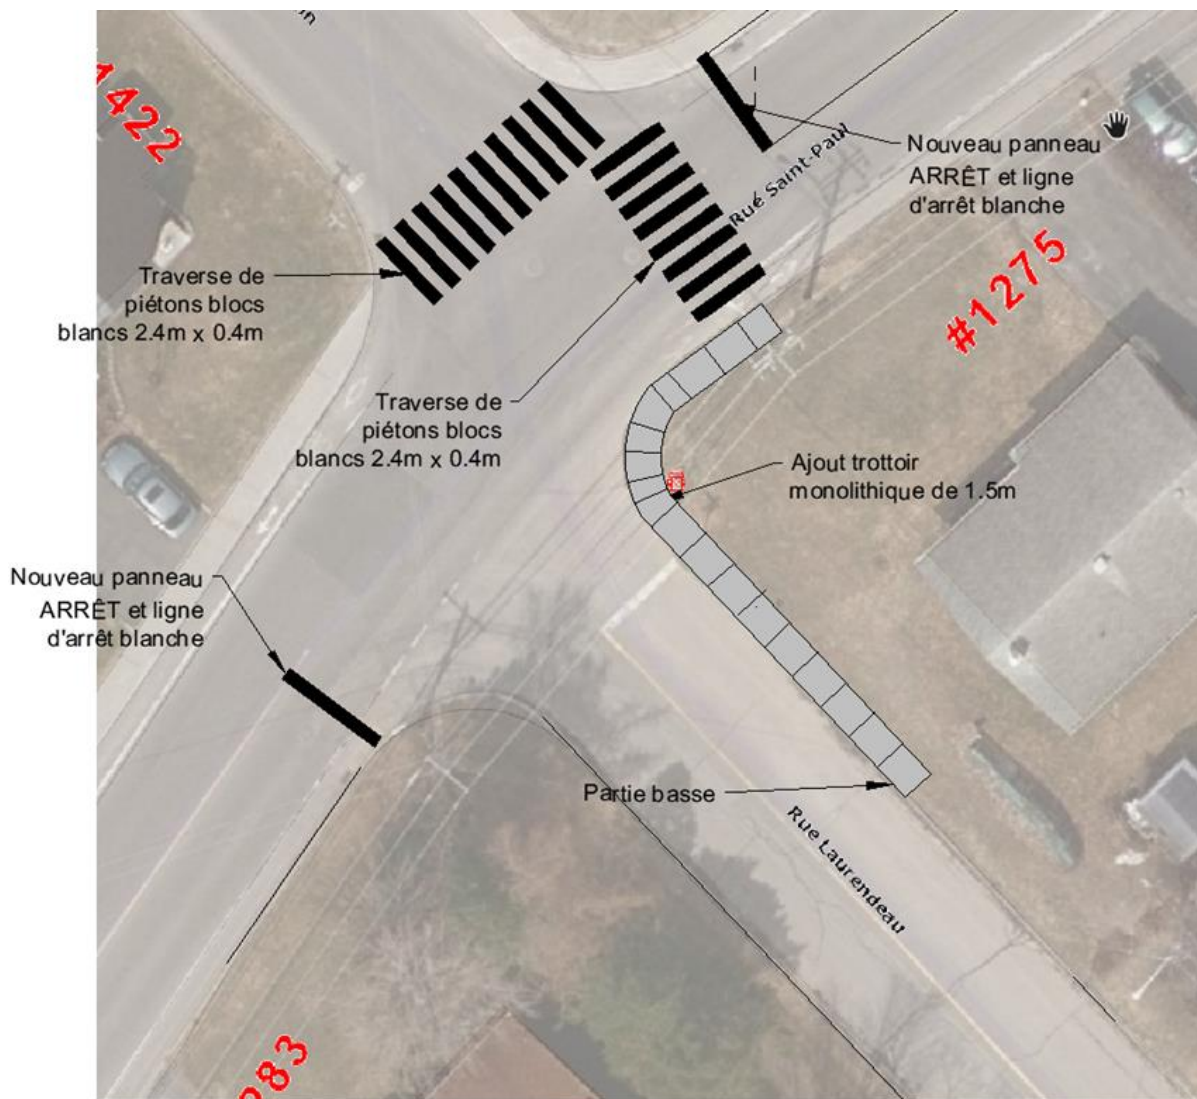 Nouveau panneau
ARRÊT et ligne
d'arrêt blanche
Rue Saint-Paul
#1275
Traverse de
piétons blocs
blancs 2.4m x 0.4m
Traverse de
piétons blocs
blancs 2.4m x 0.4m
Ajout trottoir
monolithique de 1.5m
Nouveau panneau
ARRÊT et ligne
d'arrêt blanche
Partie basse
Rue Laurendeau